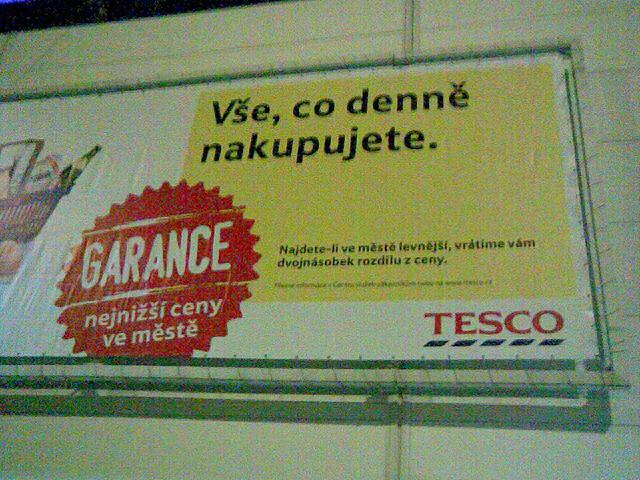 Vše, co denně
nakupujete.
GARANCE
nejnižší ceny
ve městě
Najdete-li ve městě levnější, vrátíme vám
dvojnásobek rozdílu z ceny.
TESCO